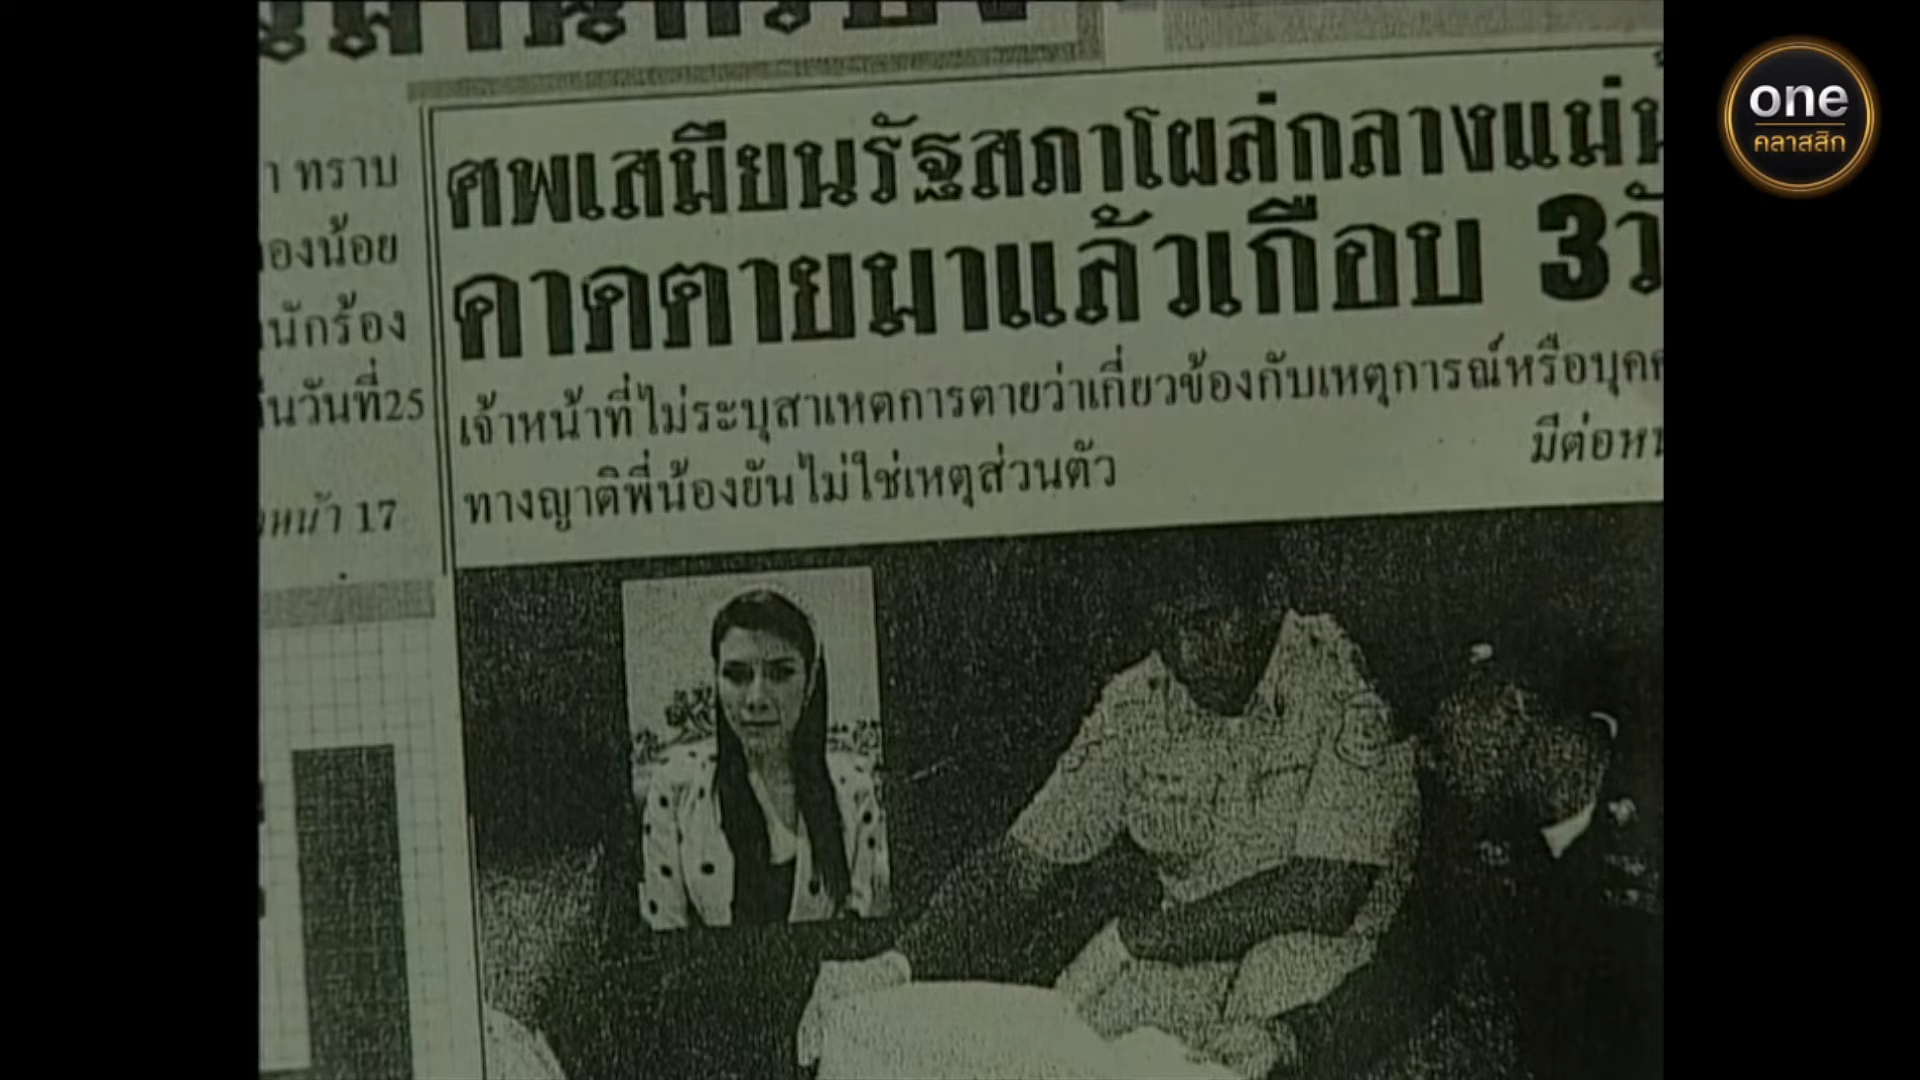 one
คลาสสิก
ศพเสมียนรัฐสภาโผล่กลางแม่น
คาดตายมาแล้วเกือบ 3วั
เจ้าหน้าที่ไม่ระบุสาเหตุการตายว่าเกี่ยวข้องกับเหตุการณ์หรือบุคค
มีต่อหน
ทางญาติพี่น้องยันไม่ใช่เหตุส่วนตัว
า ทราบ
องน้อย
นักร้อง
นวันที่25
หน้า 17